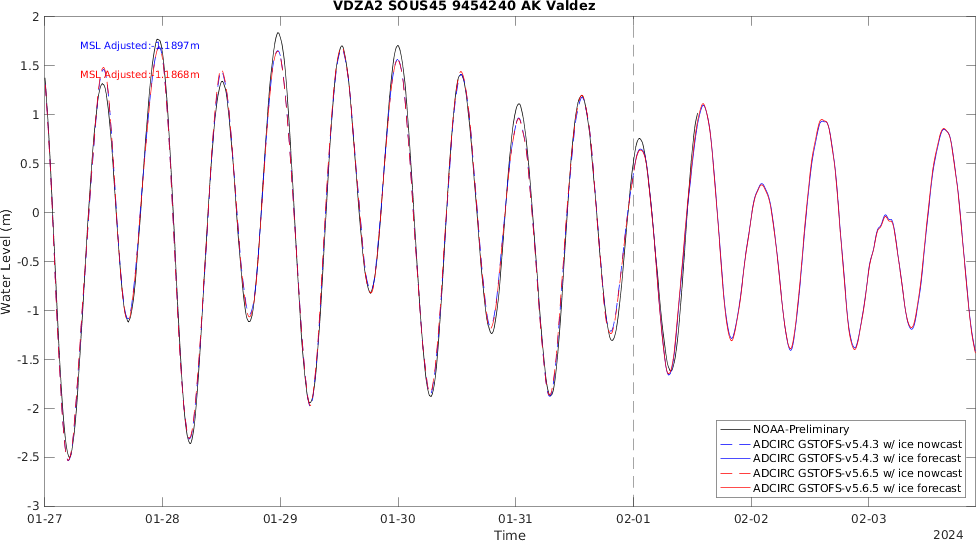 VDZA2 SOUS45 9454240 AK Valdez
MSL Adjusted:-1.1897m
MSL Adjusted:-1.1868m
2
1.5
1
0.5
0
-0.5
-1
-1.5
-2
-2.5
-3
Water Level (m)
NOAA-Preliminary
ADCIRC GSTOFS-v5.4.3 w/ ice nowcast
ADCIRC GSTOFS-v5.4.3 w/ ice forecast
ADCIRC GSTOFS-v5.6.5 w/ ice nowcast
ADCIRC GSTOFS-v5.6.5 w/ ice forecast
01-27 01-28 01-29 01-30 01-31 02-01 02-02 02-03
Time
2024